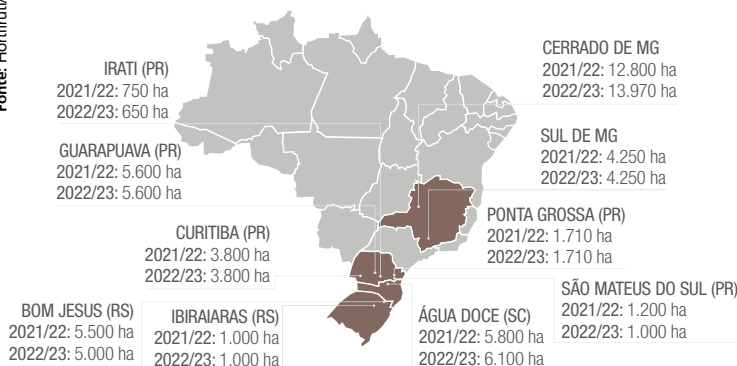 Fonte: Hortifruti/
IRATI (PR)
2021/22: 750 ha
2022/23: 650 ha
GUARAPUAVA (PR)
2021/22: 5.600 ha
2022/23: 5.600 ha
CURITIBA (PR)
2021/22: 3.800 ha
2022/23: 3.800 ha
BOM JESUS (RS)
2021/22: 5.500 ha
2022/23: 5.000 ha
IBIRAIARAS (RS)
2021/22: 1.000 ha
2022/23: 1.000 ha
CERRADO DE MG
2021/22: 12.800 ha
2022/23: 13.970 ha
SUL DE MG
2021/22: 4.250 ha
2022/23: 4.250 ha
PONTA GROSSA (PR)
2021/22: 1.710 ha
2022/23: 1.710 ha
SÃO MATEUS DO SUL (PR)
2021/22: 1.200 ha
2022/23: 1.000 ha
ÁGUA DOCE (SC)
2021/22: 5.800 ha
2022/23: 6.100 ha